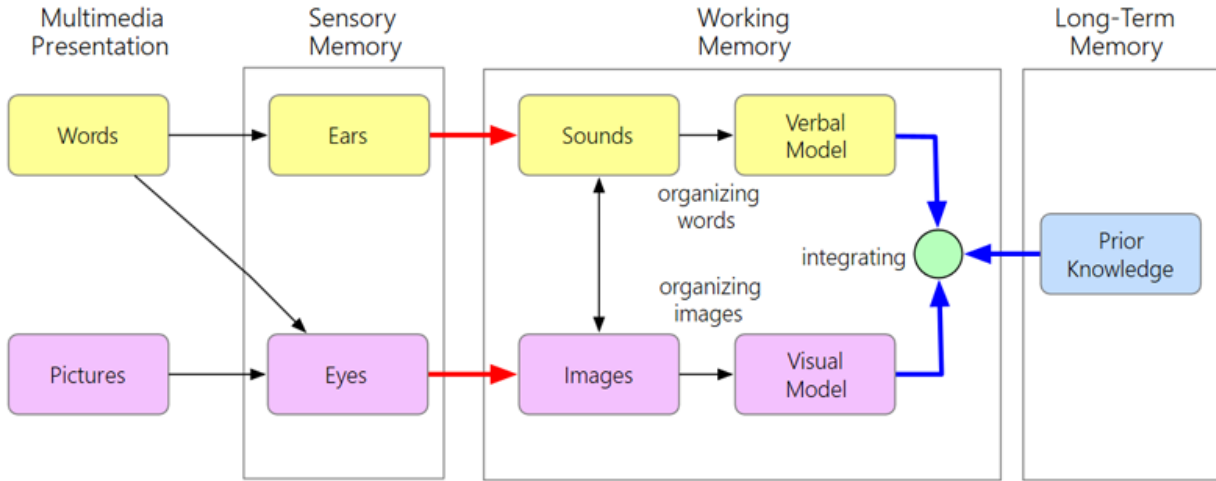 Multimedia
Presentation
Sensory
Memory
Working
Memory
Long-Term
Memory
Words
Ears
Sounds
Verbal
Model
organizing
words
integrating
Prior
Knowledge
organizing
images
Pictures
Eyes
Images
Visual
Model